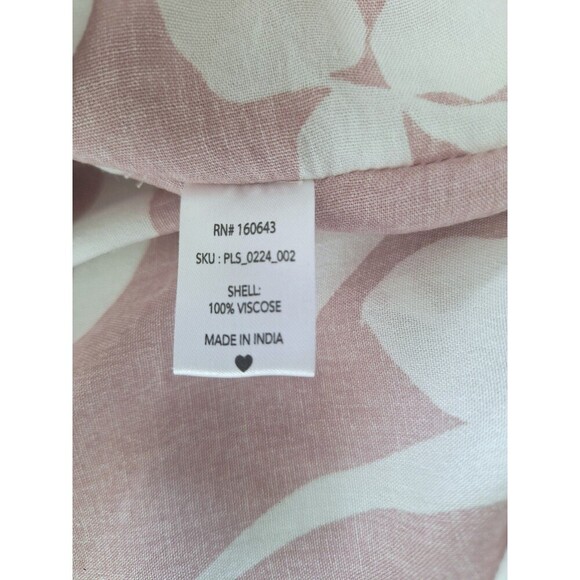 RN# 160643
SKU : PLS_0224_002
SHELL:
100% VISCOSE
MADE IN INDIA